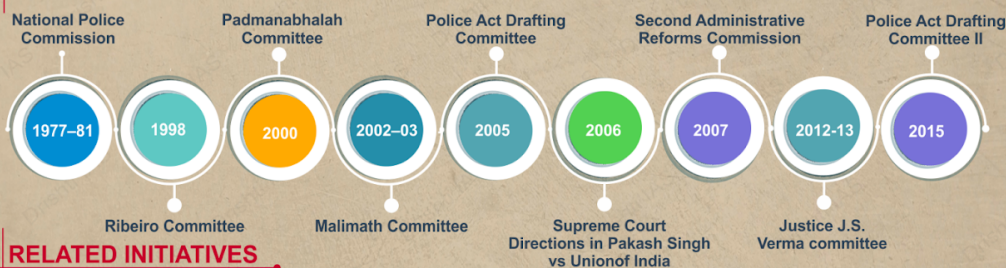 National Police
Commission
Padmanabhalah
Committee
Police Act Drafting
Committee
Second Administrative
Reforms Commission
Police Act Drafting
Committee II
1977–81
1998
2000
2002–03
2005
2006
2007
2012-13
2015
Ribeiro Committee
Malimath Committee
Supreme Court
Directions in Pakash Singh
vs Unionof India
Justice J.S.
Verma committee
RELATED INITIATIVES